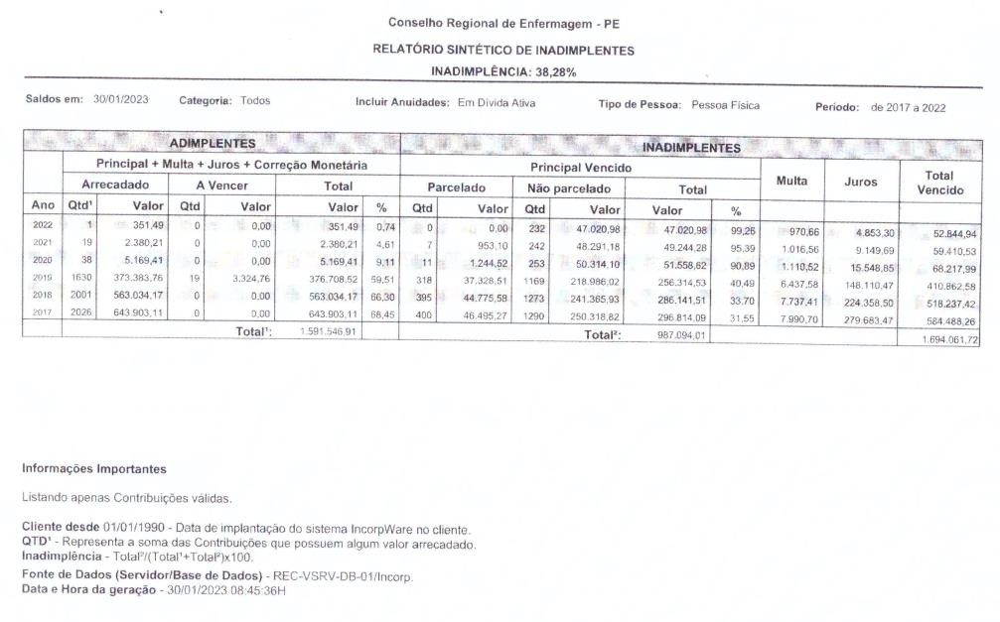 Conselho Regional de Enfermagem - PE
RELATÓRIO SINTÉTICO DE INADIMPLENTES
INADIMPLÊNCIA: 38,28%
Saldos em: 30/01/2023 Categoria: Todos Incluir Anuidades: Em Divida Ativa Tipo de Pessoa: Pessoa Física Período: de 2017 a 2022
ADIMPLENTES INADIMPLENTES
Principal + Multa + Juros + Correção Monetária Principal Vencido Multa Juros Total Vencido
Arrecadado A Vencer Total Parcelado Não parcelado Total
Ano Qtd¹ Valor Qtd Valor Valor % Qtd Valor Qtd Valor Valor %
2022 1 351,49 0 0,00 351,49 0,74 0 0,00 232 47.020,98 47.020,98 99,26 970,66 4.853,30 52.844,94
2021 19 2.380,21 0 0,00 2.380,21 4,61 7 953,10 242 48.291,18 49.244,28 95,39 1.016,56 9.149,69 59.410,53
2020 38 5.169,41 0 0,00 5.169,41 9,11 11 1.244,52 253 50.314,10 51.558,62 90,89 1.110,52 15.548,85 68.217,99
2019 1630 373.383,76 19 3.324,76 376.708,52 59,51 318 37.328,51 1169 218.986,02 256.314,53 40,49 6.437,58 148.110,47 410.862,58
2018 2001 563.034,17 0 0,00 563.034,17 66,30 395 44.775,58 1273 241.365,93 286.141,51 33,70 7.737,41 224.358,50 518.237,42
2017 2026 643.903,11 0 0,00 643.903,11 68,45 400 46.495,27 1290 250.318,82 296.814,09 31,55 7.990,70 279.683,47 584.488,26
Total¹: 1.591.546,91 Total²: 987.094,01 1.694.061,72
Informações Importantes
Listando apenas Contribuições válidas.
Cliente desde 01/01/1990 - Data de implantação do sistema IncorpWare no cliente.
QTD¹ - Representa a soma das Contribuições que possuem algum valor arrecadado.
Inadimplência - Total²/(Total¹+Total²)x100.
Fonte de Dados (Servidor/Base de Dados) - REC-VSRV-DB-01/Incorp.
Data e Hora da geração - 30/01/2023 08:45:36H